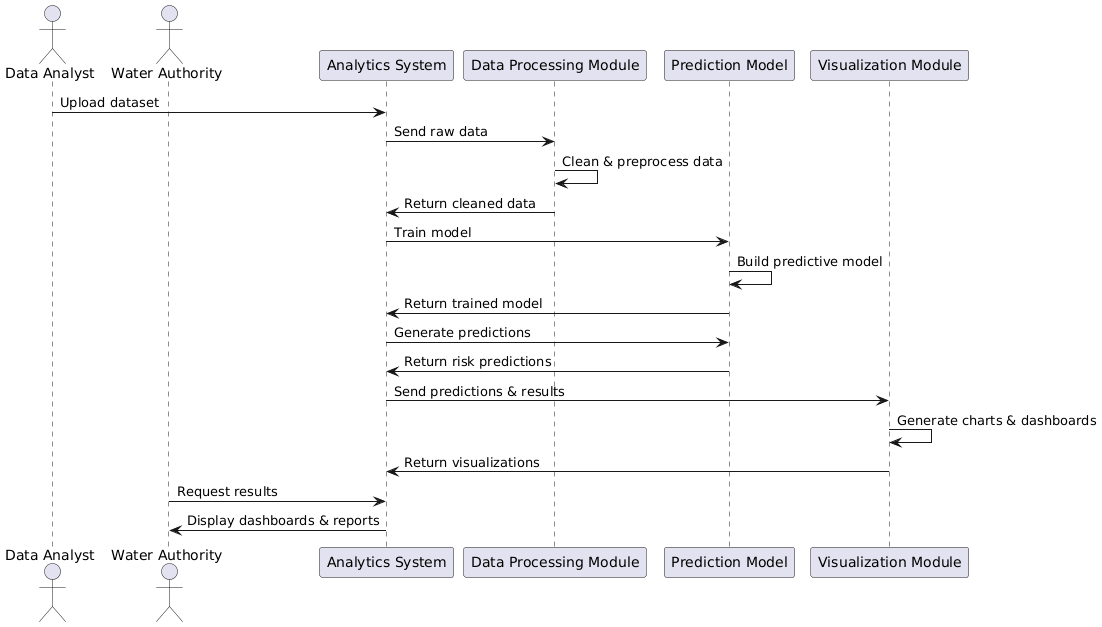 Data Analyst
Water Authority
Analytics System
Data Processing Module
Prediction Model
Visualization Module
Upload dataset
Send raw data
Clean & preprocess data
Return cleaned data
Train model
Build predictive model
Return trained model
Generate predictions
Return risk predictions
Send predictions & results
Generate charts & dashboards
Return visualizations
Request results
Display dashboards & reports
Data Analyst
Water Authority
Analytics System
Data Processing Module
Prediction Model
Visualization Module